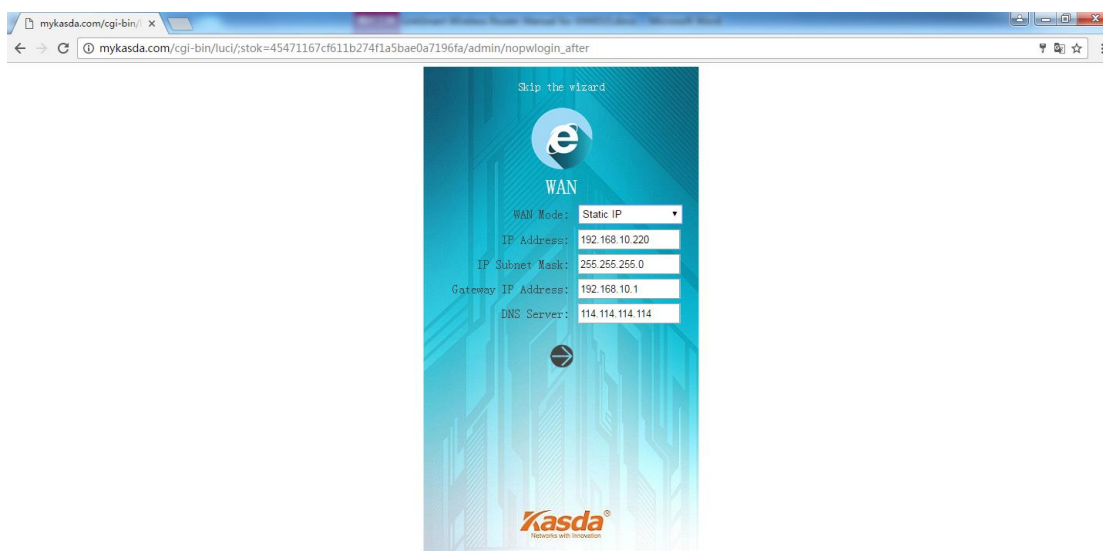 mykasda.com/cgi-bin/l
mykasda.com/cgi-bin/luci/;stok=45471167cf611b274f1a5bae0a7196fa/admin/nopwlogin_after
Skip the wizard
WAN
WAN Mode: Static IP
IP Address: 192.168.10.220
IP Subnet Mask: 255.255.255.0
Gateway IP Address: 192.168.10.1
DNS Server: 114.114.114.114
Kasda®
Networks with Innovation